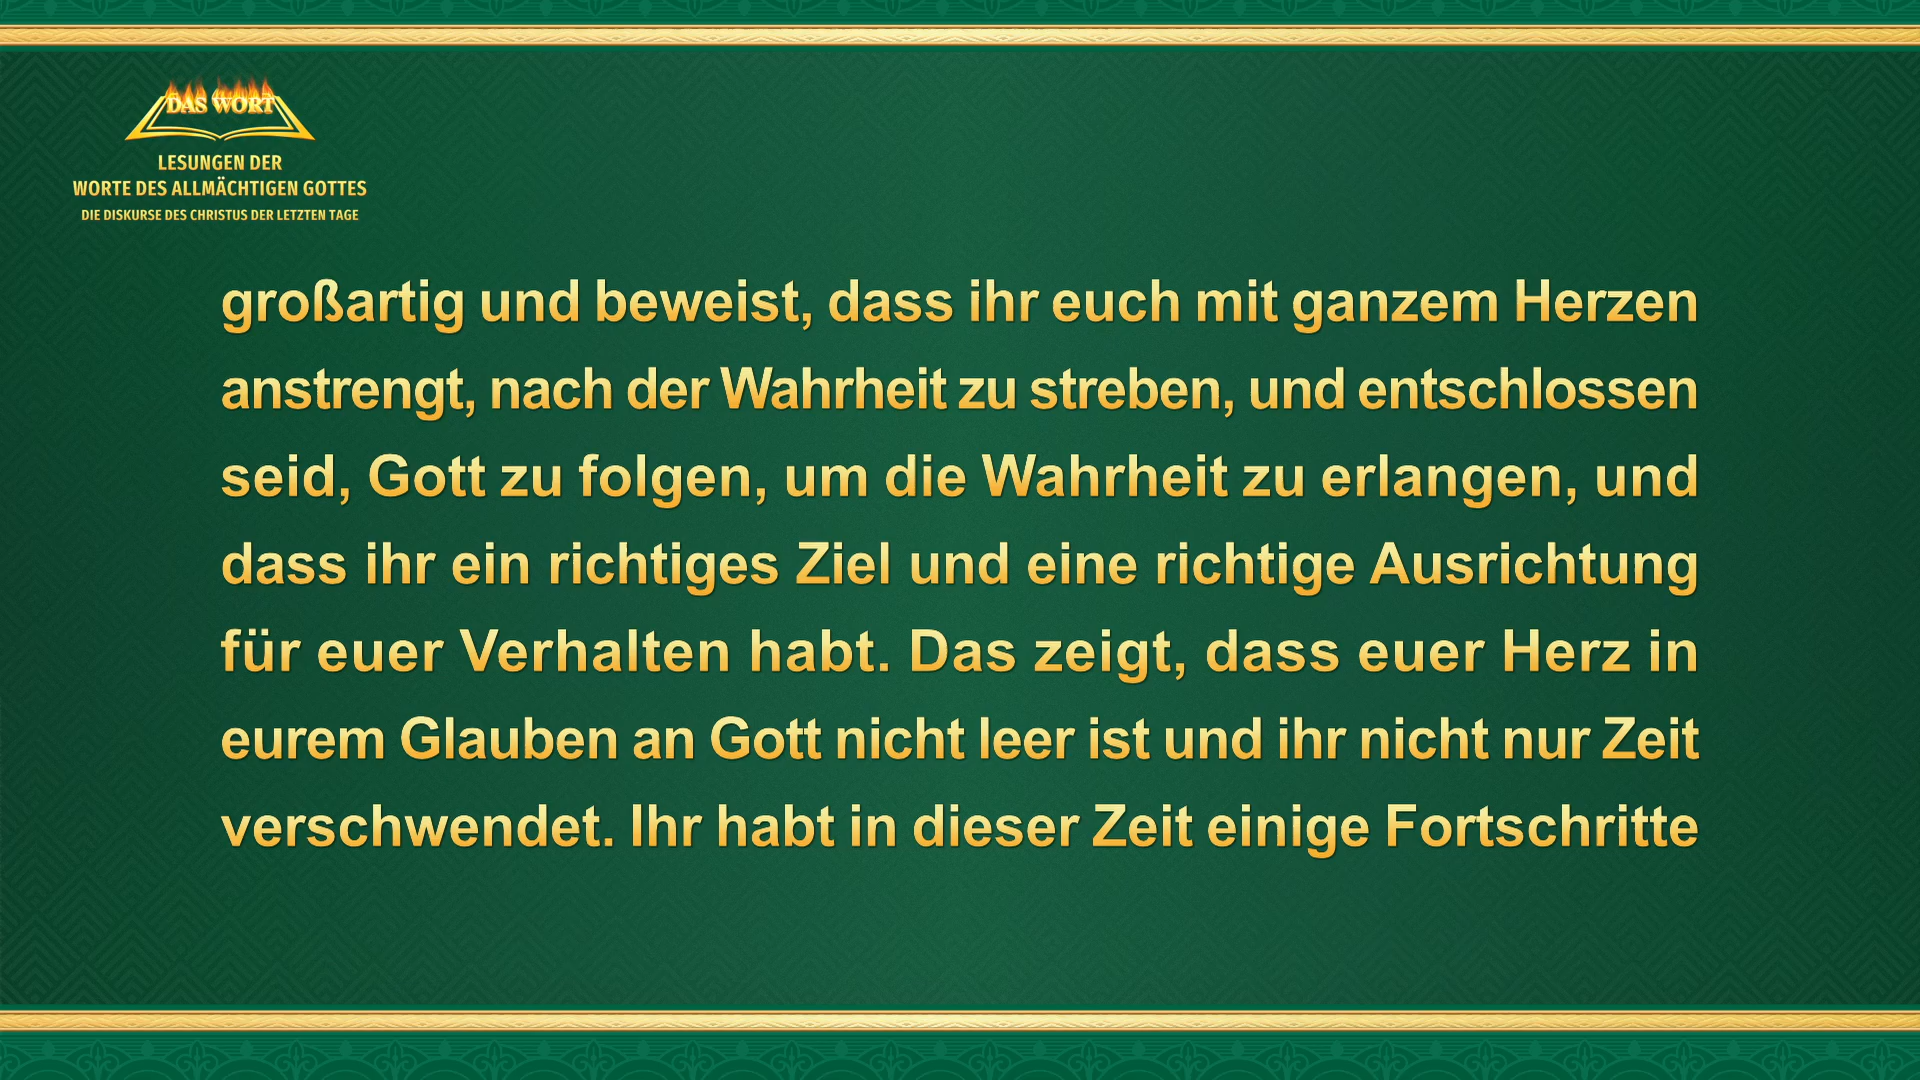 DAS WORT
LESUNGEN DER
WORTE DES ALLMÄCHTIGEN GOTTES
DIE DISKURSE DES CHRISTUS DER LETZTEN TAGE
großartig und beweist, dass ihr euch mit ganzem Herzen
anstrengt, nach der Wahrheit zu streben, und entschlossen
seid, Gott zu folgen, um die Wahrheit zu erlangen, und
dass ihr ein richtiges Ziel und eine richtige Ausrichtung
für euer Verhalten habt. Das zeigt, dass euer Herz in
eurem Glauben an Gott nicht leer ist und ihr nicht nur Zeit
verschwendet. Ihr habt in dieser Zeit einige Fortschritte